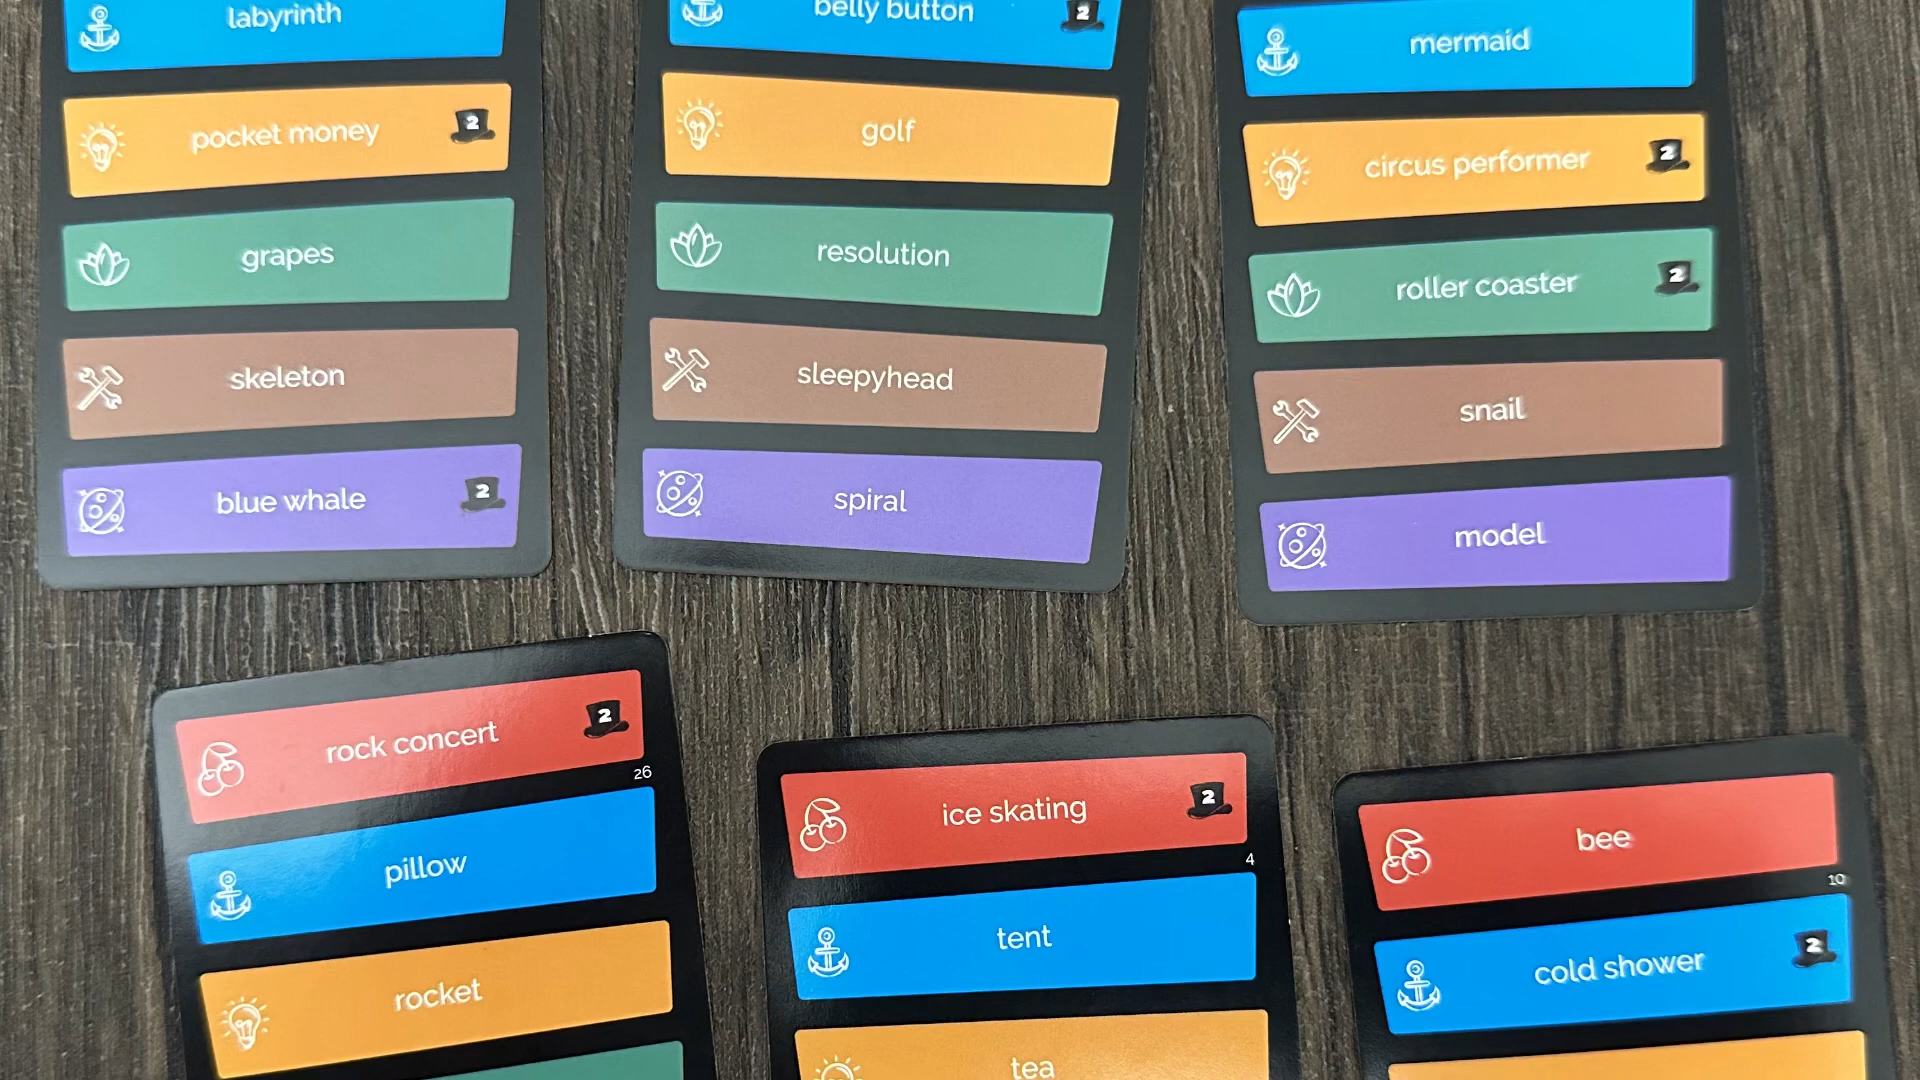 labyrinth
pocket money 2
grapes
skeleton
blue whale 2
belly button 2
golf
resolution
sleepyhead
spiral
mermaid
circus performer 2
roller coaster 2
snail
model
rock concert 2
26
pillow
rocket
ice skating 2
4
tent
tea
bee
10
cold shower 2